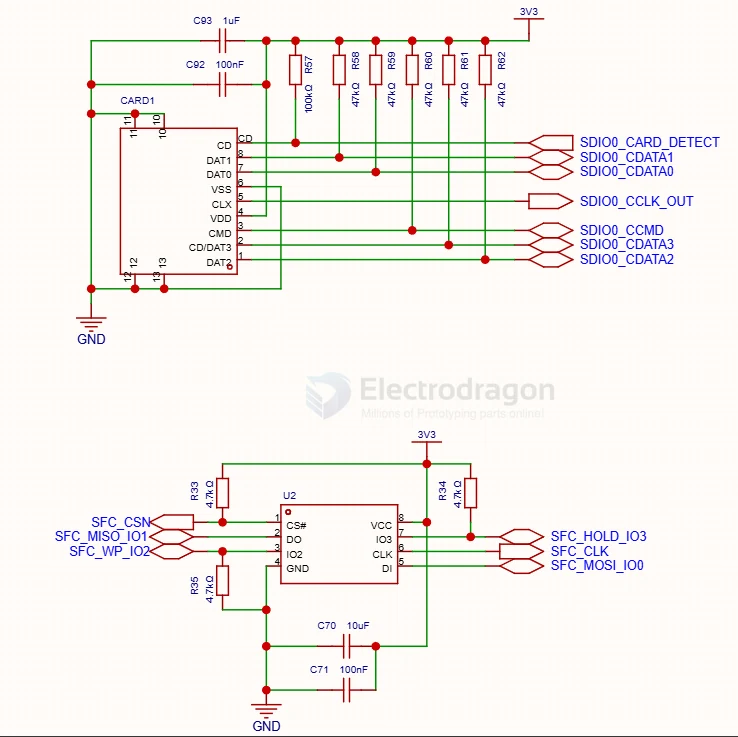 C93 1uF
3V3
C92 100nF
R57
100kΩ
R58
47kΩ
R59
47kΩ
R60
47kΩ
R61
47kΩ
R62
47kΩ
CARD1
11
11
10
10
CD CD
DAT1 8
DAT0 7
VSS 6
CLX 5
VDD 4
CMD 3
CD/DAT3 2
DAT2 1
12
12
13
13
SDIO0_CARD_DETECT
SDIO0_CDATA1
SDIO0_CDATA0
SDIO0_CCLK_OUT
SDIO0_CCMD
SDIO0_CDATA3
SDIO0_CDATA2
GND
Electrodragon
Millions of Prototyping parts online!
3V3
R33
4.7kΩ
R34
4.7kΩ
U2
SFC_CSN
SFC_MISO_IO1
SFC_WP_IO2
1 CS#
2 DO
3 IO2
4 GND
VCC 8
IO3 7
CLK 6
DI 5
SFC_HOLD_IO3
SFC_CLK
SFC_MOSI_IO0
R35
4.7kΩ
C70 10uF
C71 100nF
GND